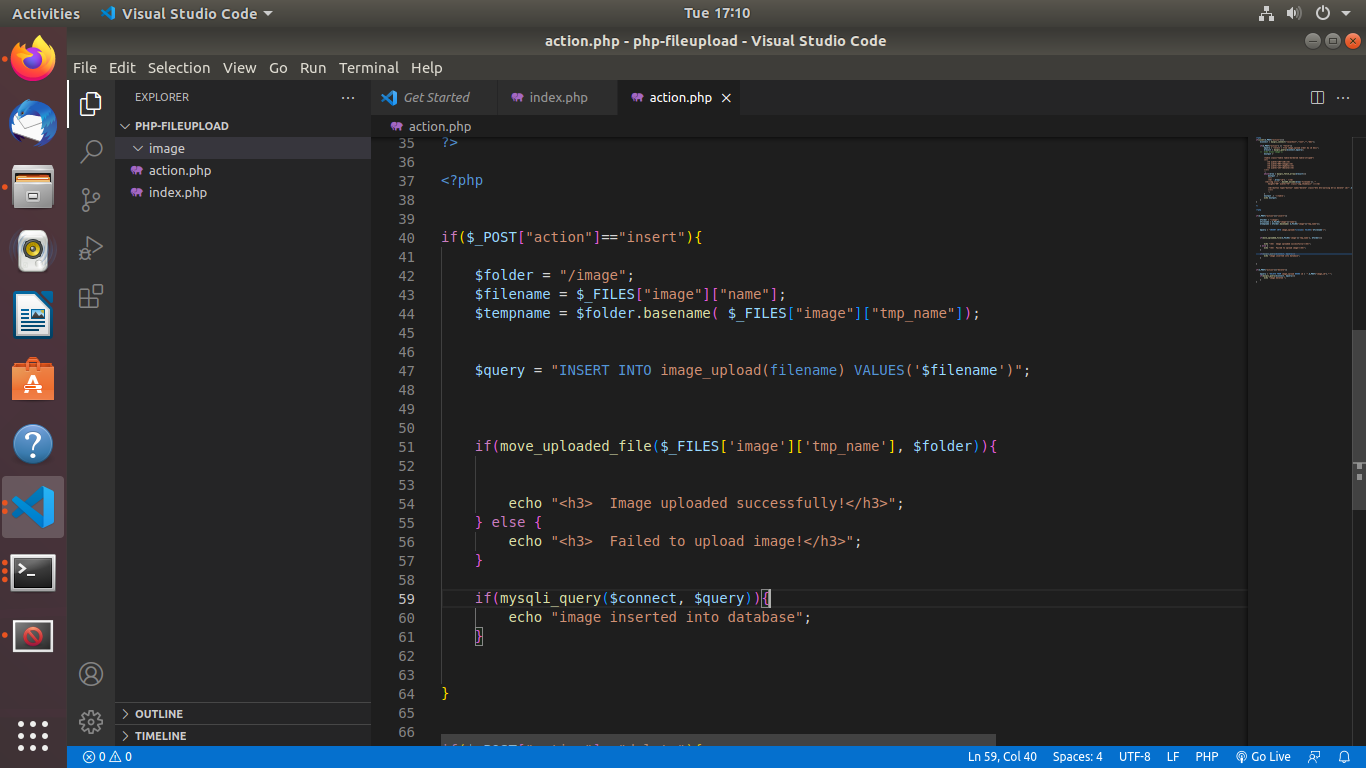 Activities Visual Studio Code Tue 17:10
action.php - php-fileupload - Visual Studio Code
File Edit Selection View Go Run Terminal Help
EXPLORER
PHP-FILEUPLOAD
image
action.php
index.php
OUTLINE
TIMELINE
Get Started index.php action.php
action.php
35 ?>
36
37 <?php
38
39
40 if($_POST["action"]=="insert"){
41
42 $folder = "/image";
43 $filename = $_FILES["image"]["name"];
44 $tempname = $folder.basename( $_FILES["image"]["tmp_name"]);
45
46
47 $query = "INSERT INTO image_upload(filename) VALUES('$filename')";
48
49
50
51 if(move_uploaded_file($_FILES['image']['tmp_name'], $folder)){
52
53
54 echo "<h3>  Image uploaded successfully!</h3>";
55 } else {
56 echo "<h3>  Failed to upload image!</h3>";
57 }
58
59 if(mysqli_query($connect, $query)){
60 echo "image inserted into database";
61 }
62
63
64 }
65
66
0 0 Ln 59, Col 40 Spaces: 4 UTF-8 LF PHP Go Live